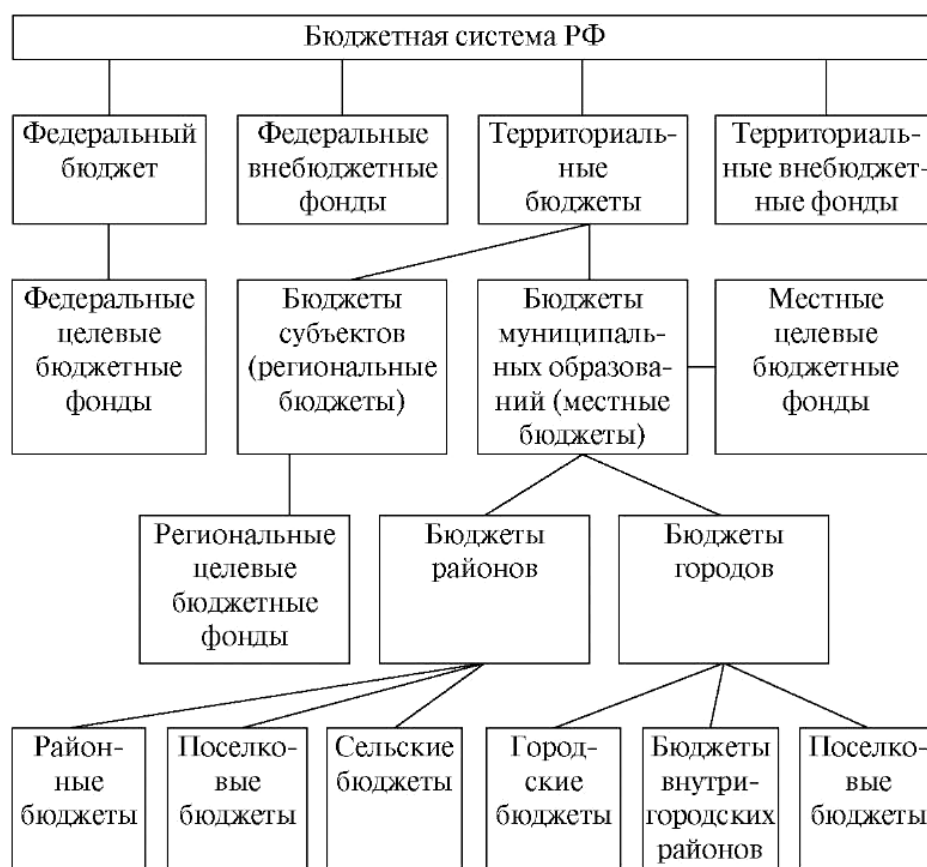 Бюджетная система РФ
Федеральный
бюджет
Федеральные
внебюджетные
фонды
Территориаль-
ные
бюджеты
Территориаль-
ные внебюджет-
ные фонды
Федеральные
целевые
бюджетные
фонды
Бюджеты
субъектов
(региональные
бюджеты)
Бюджеты
муниципаль-
ных образова-
ний (местные
бюджеты)
Местные
целевые
бюджетные
фонды
Региональные
целевые
бюджетные
фонды
Бюджеты
районов
Бюджеты
городов
Район-
ные
бюджеты
Поселко-
вые
бюджеты
Сельские
бюджеты
Город-
ские
бюджеты
Бюджеты
внутри-
городских
районов
Поселко-
вые
бюджеты